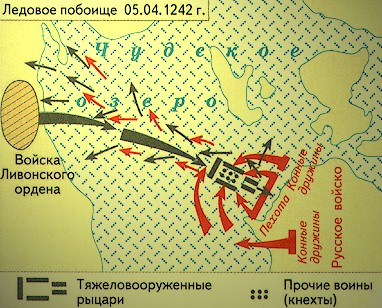 Ледовое побоище 05.04.1242 г.
Чудское
озеро
Войска
Ливонского
ордена
Пехота
Конные
дружины
Конные
дружины
Русское войско
Тяжеловооруженные
рыцари
Прочие воины
(кнехты)